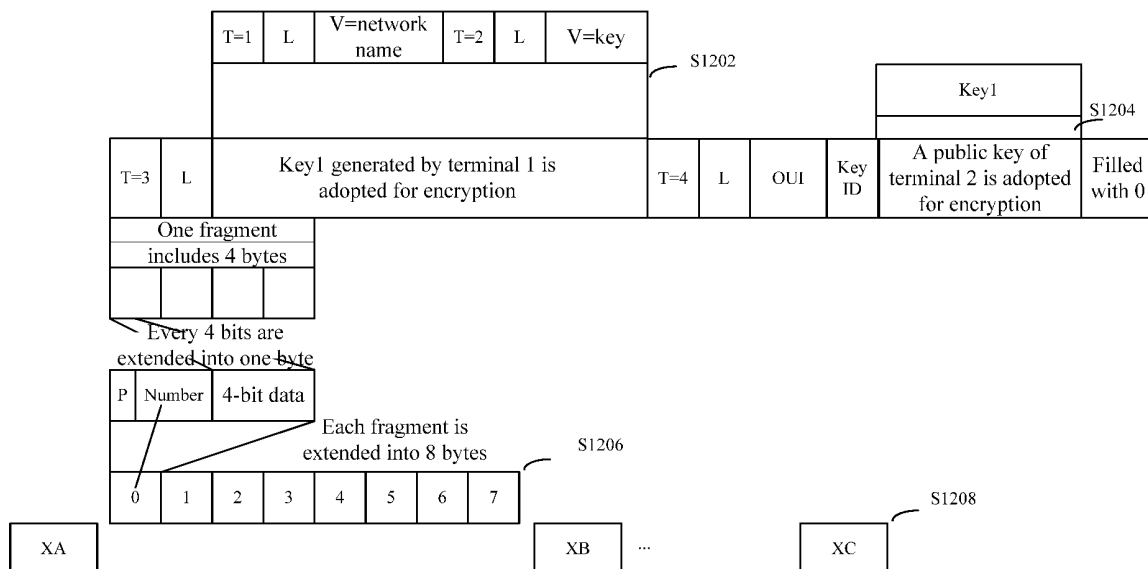 T=1 L V=network name T=2 L V=key
S1202
Key1
S1204
T=3 L Key1 generated by terminal 1 is adopted for encryption T=4 L OUI Key ID A public key of terminal 2 is adopted for encryption Filled with 0
One fragment
includes 4 bytes
Every 4 bits are
extended into one byte
P Number 4-bit data
Each fragment is
extended into 8 bytes
S1206
0 1 2 3 4 5 6 7
S1208
XA XB ... XC